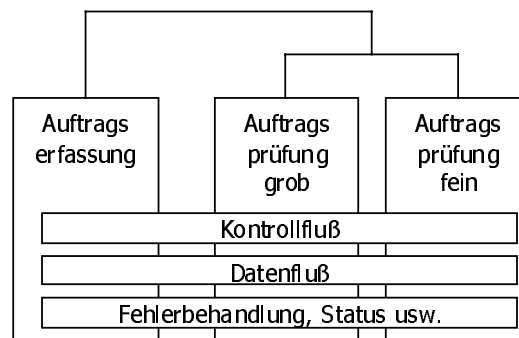 Auftrags
erfassung
Auftrags
prüfung
grob
Auftrags
prüfung
fein
Kontrollfluß
Datenfluß
Fehlerbehandlung, Status usw.